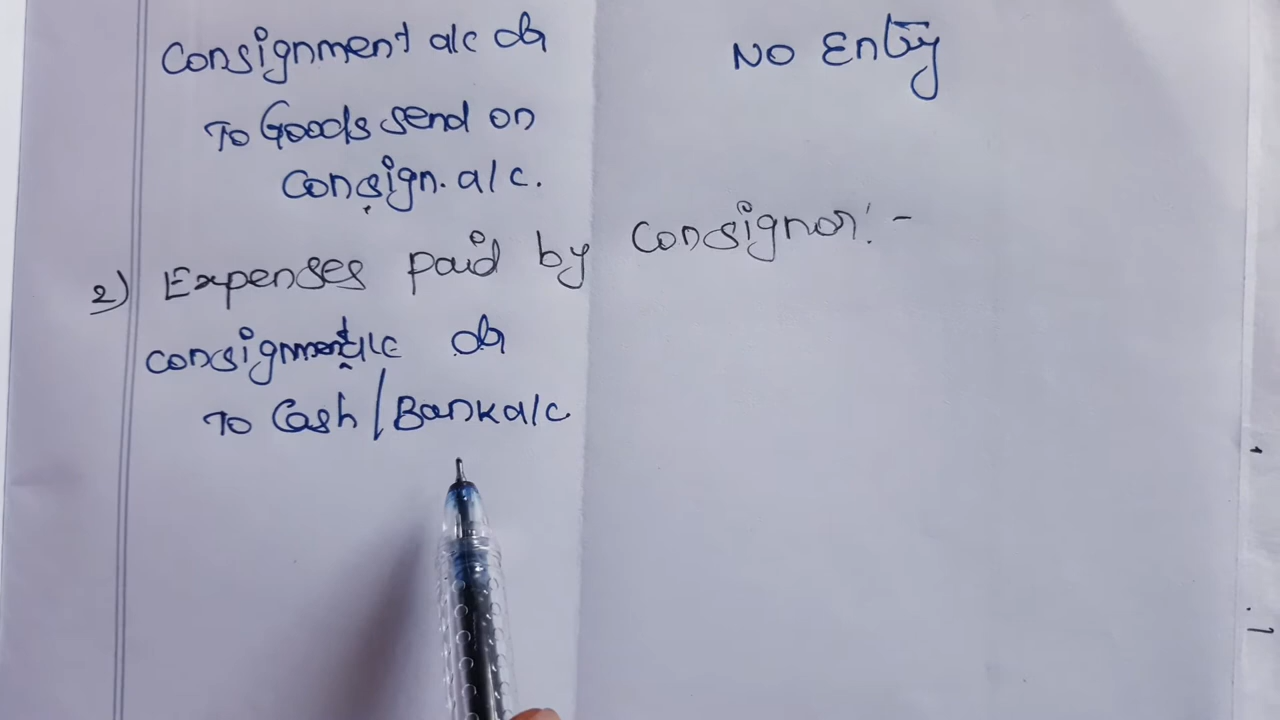 Consignment a/c dr
To Goods send on
Consign. a/c.
No Entry
2) Expenses paid by Consignor:-
consignment a/c dr
To Cash/Bank a/c